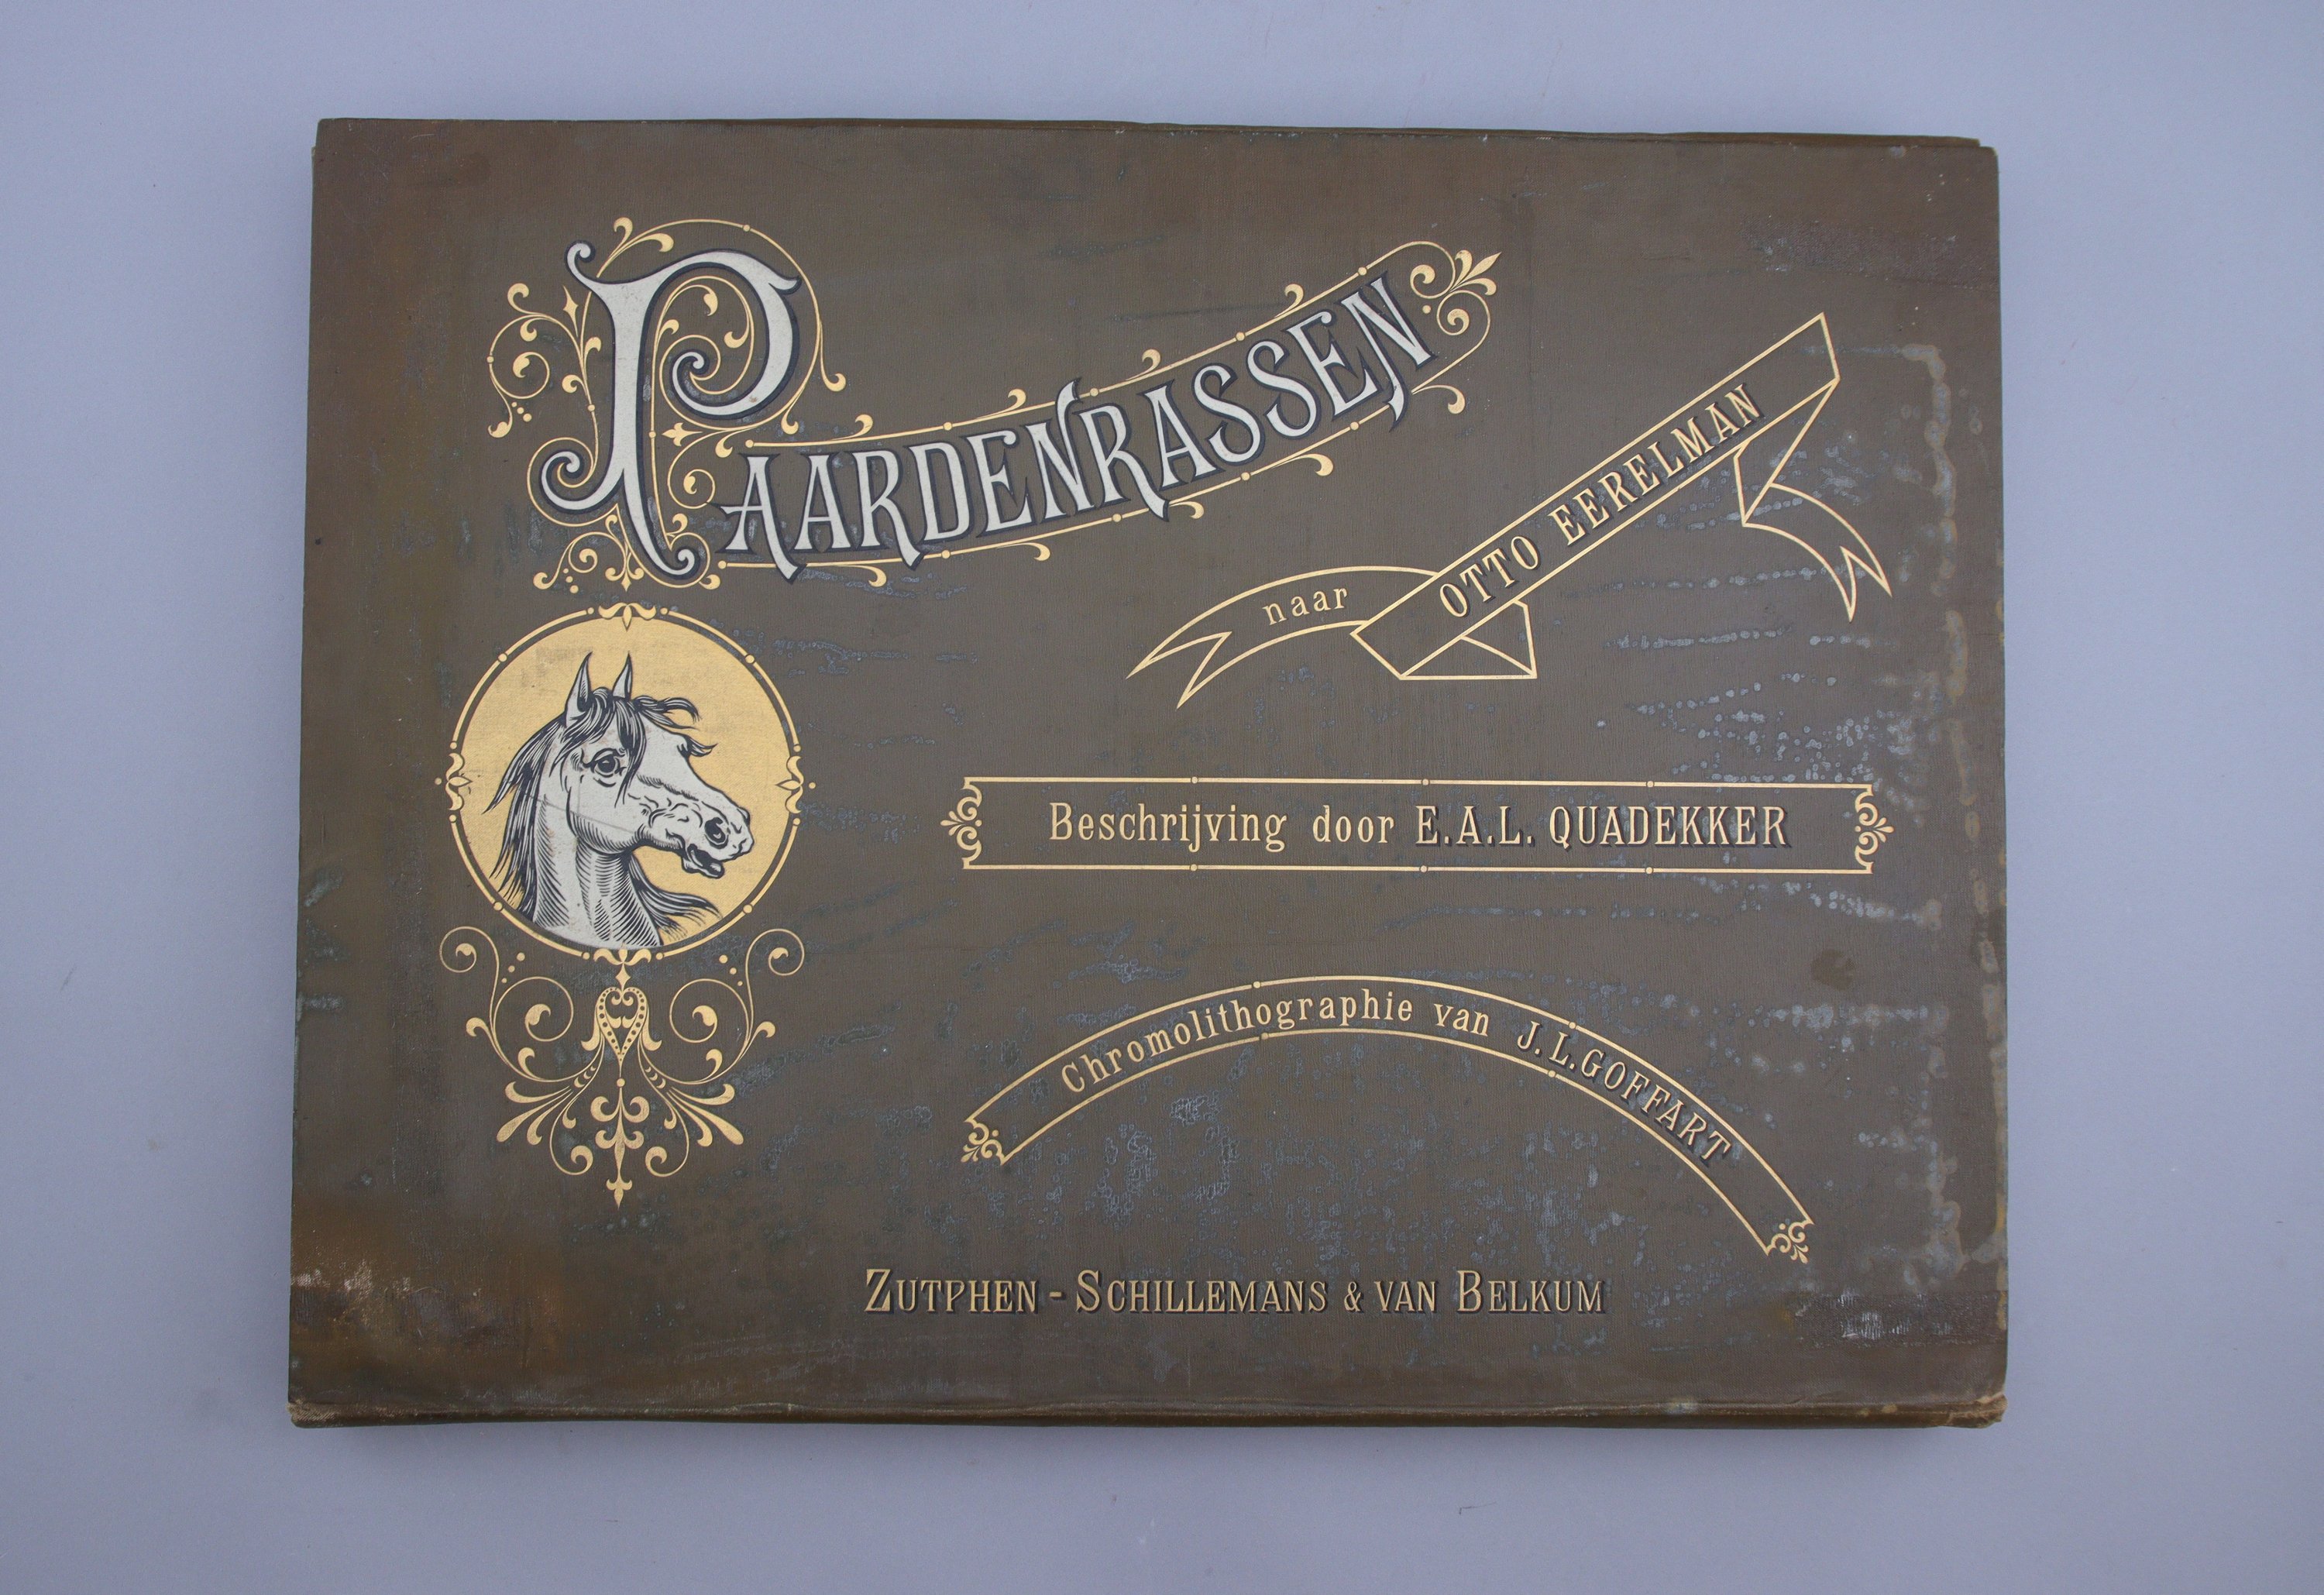 PAARDENRASSEN
naar OTTO EERELMAN
Beschrijving door E.A.L. QUADEKKER
Chromolithographie van J.L. GOFFART
ZUTPHEN - SCHILLEMANS & VAN BELKUM